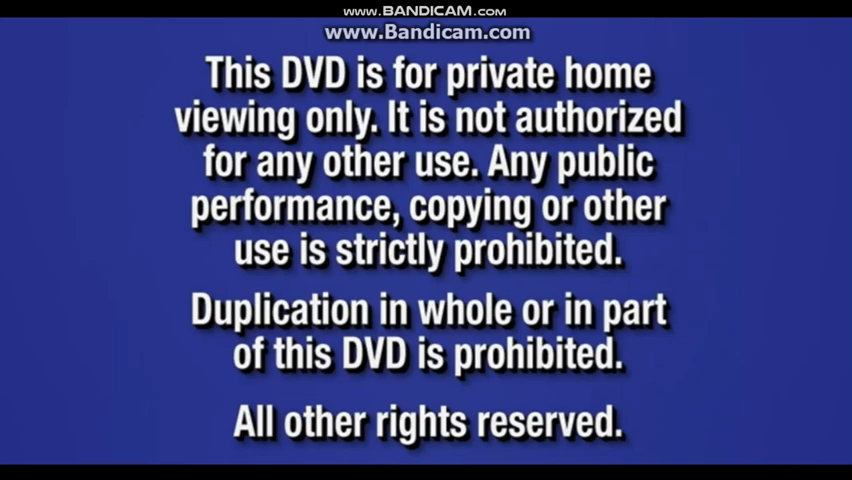 www.BANDICAM.com
www.Bandicam.com
This DVD is for private home
viewing only. It is not authorized
for any other use. Any public
performance, copying or other
use is strictly prohibited.
Duplication in whole or in part
of this DVD is prohibited.
All other rights reserved.